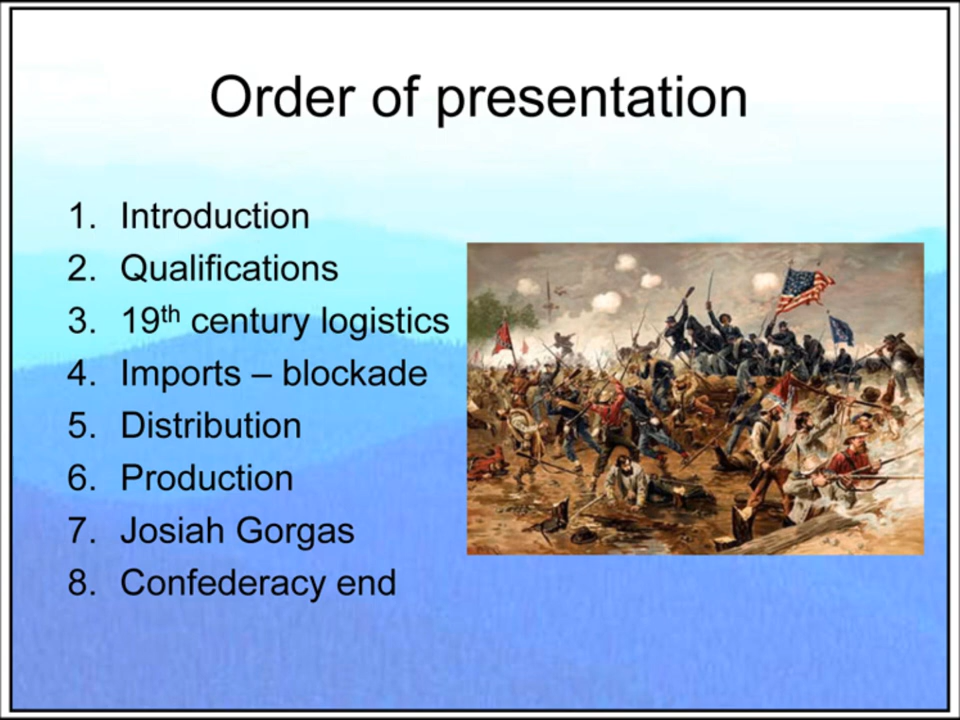 Order of presentation
1. Introduction
2. Qualifications
3. 19th century logistics
4. Imports – blockade
5. Distribution
6. Production
7. Josiah Gorgas
8. Confederacy end